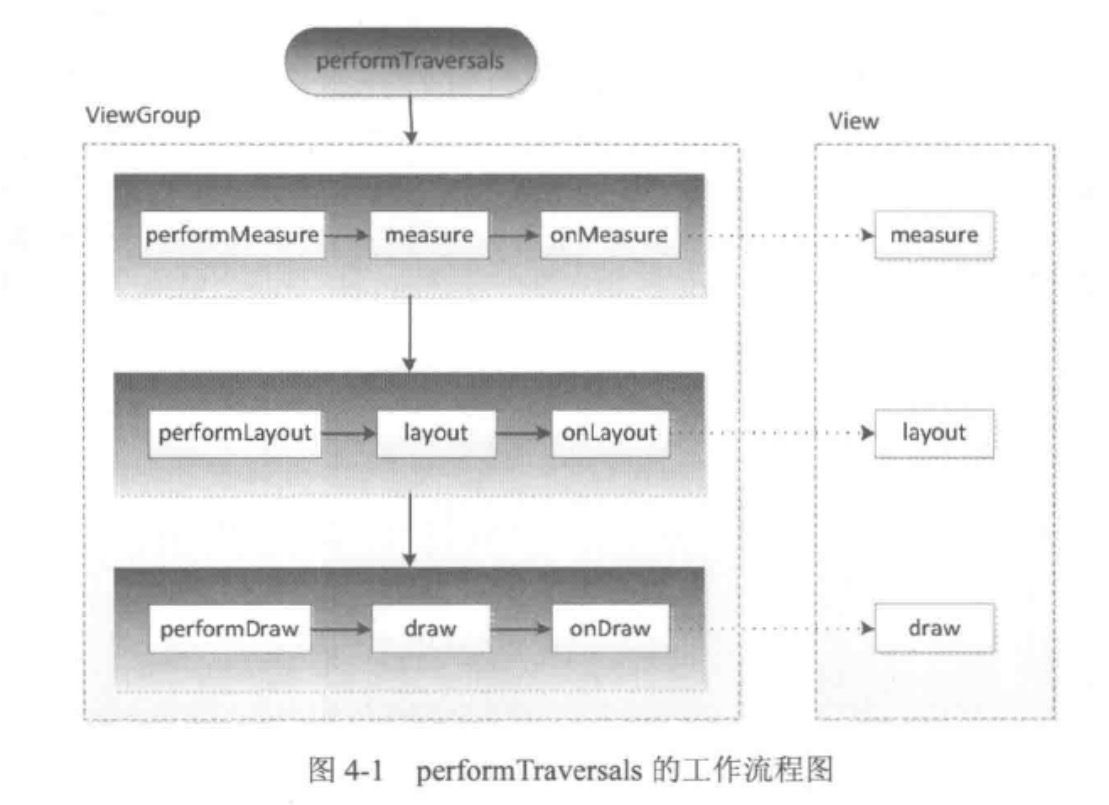 performTraversals
ViewGroup
View
performMeasure
measure
onMeasure
measure
performLayout
layout
onLayout
layout
performDraw
draw
onDraw
draw
图 4-1 performTraversals 的工作流程图